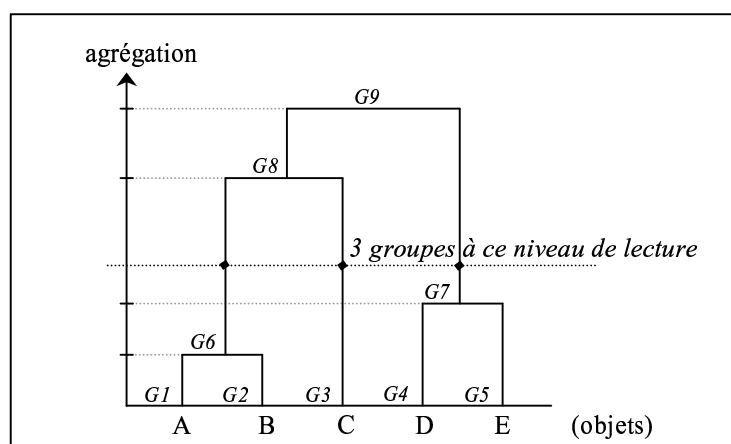 agrégation
G9
G8
3 groupes à ce niveau de lecture
G7
G6
G1 G2 G3 G4 G5
A B C D E (objets)